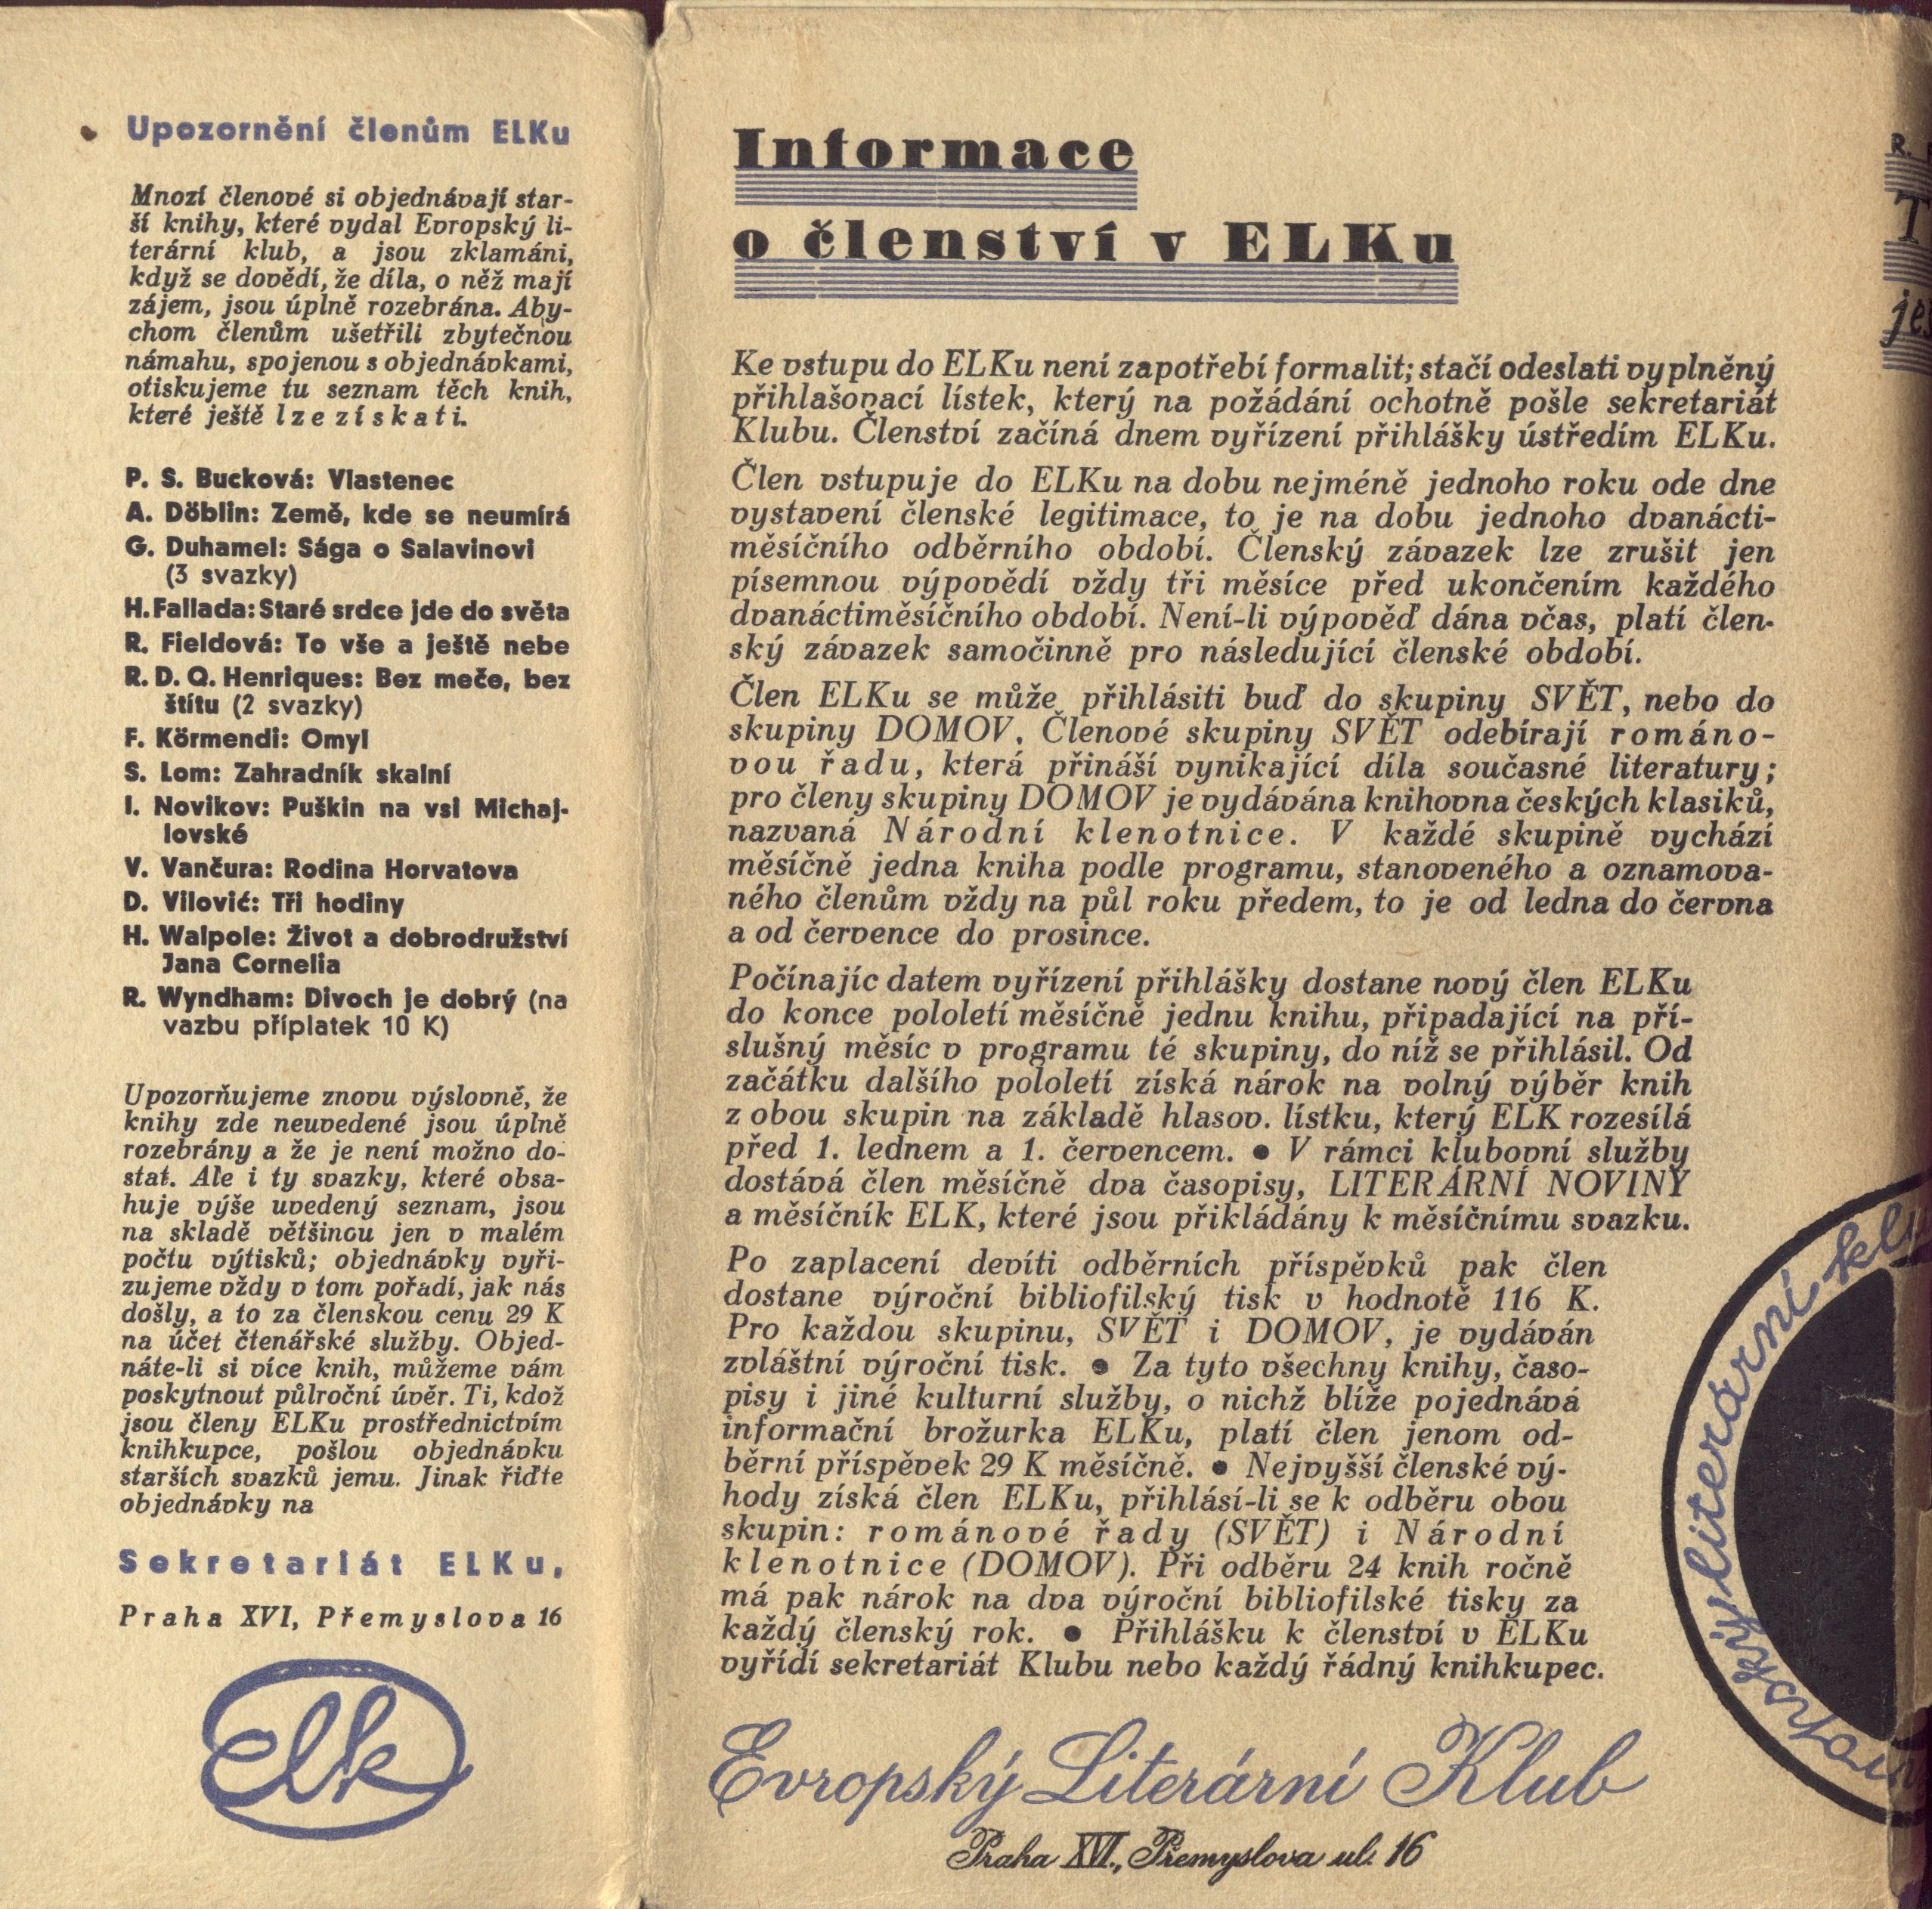 Upozornění členům ELKu
Mnozí členové si objednávají star-
ší knihy, které vydal Evropský li-
terární klub, a jsou zklamáni,
když se dovědí, že díla, o něž mají
zájem, jsou úplně rozebrána. Aby-
chom členům ušetřili zbytečnou
námahu, spojenou s objednávkami,
otiskujeme tu seznam těch knih,
které ještě lze získati.
P. S. Bucková: Vlastenec
A. Döblin: Země, kde se neumírá
G. Duhamel: Sága o Salavinovi
(3 svazky)
H. Fallada: Staré srdce jde do světa
R. Fieldová: To vše a ještě nebe
R. D. Q. Henriques: Bez meče, bez
štítu (2 svazky)
F. Körmendi: Omyl
S. Lom: Zahradník skalní
I. Novikov: Puškin na vsi Michaj-
lovské
V. Vančura: Rodina Horvatova
D. Vilović: Tři hodiny
H. Walpole: Život a dobrodružství
Jana Cornelia
R. Wyndham: Divoch je dobrý (na
vazbu příplatek 10 K)
Upozorňujeme znovu výslovně, že
knihy zde neuvedené jsou úplně
rozebrány a že je není možno do-
stat. Ale i ty svazky, které obsa-
huje výše uvedený seznam, jsou
na skladě většinou jen v malém
počtu výtisků; objednávky vyři-
zujeme vždy v tom pořadí, jak nás
došly, a to za členskou cenu 29 K
na účet čtenářské služby. Objed-
náte-li si více knih, můžeme vám
poskytnout půlroční úvěr. Ti, kdož
jsou členy ELKu prostřednictvím
knihkupce, pošlou objednávku
starších svazků jemu. Jinak řiďte
objednávky na
Sekretariát ELKu,
Praha XVI, Přemyslova 16
Elk
Informace
o členství v ELKu
Ke vstupu do ELKu není zapotřebí formalit; stačí odeslati vyplněný
přihlašovací lístek, který na požádání ochotně pošle sekretariát
Klubu. Členství začíná dnem vyřízení přihlášky ústředím ELKu.
Člen vstupuje do ELKu na dobu nejméně jednoho roku ode dne
vystavení členské legitimace, to je na dobu jednoho dvanácti-
měsíčního odběrního období. Členský závazek lze zrušit jen
písemnou výpovědí vždy tři měsíce před ukončením každého
dvanáctiměsíčního období. Není-li výpověď dána včas, platí člen-
ský závazek samočinně pro následující členské období.
Člen ELKu se může přihlásiti buď do skupiny SVĚT, nebo do
skupiny DOMOV. Členové skupiny SVĚT odebírají románo-
vou řadu, která přináší vynikající díla současné literatury;
pro členy skupiny DOMOV je vydávána knihovna českých klasiků,
nazvaná Národní klenotnice. V každé skupině vychází
měsíčně jedna kniha podle programu, stanoveného a oznamova-
ného členům vždy na půl roku předem, to je od ledna do června
a od července do prosince.
Počínajíc datem vyřízení přihlášky dostane nový člen ELKu
do konce pololetí měsíčně jednu knihu, připadající na pří-
slušný měsíc v programu té skupiny, do níž se přihlásil. Od
začátku dalšího pololetí získá nárok na volný výběr knih
z obou skupin na základě hlasov. lístku, který ELK rozesílá
před 1. lednem a 1. červencem. ● V rámci klubovní služby
dostává člen měsíčně dva časopisy, LITERÁRNÍ NOVINY
a měsíčník ELK, které jsou přikládány k měsíčnímu svazku.
Po zaplacení devíti odběrních příspěvků pak člen
dostane výroční bibliofilský tisk v hodnotě 116 K.
Pro každou skupinu, SVĚT i DOMOV, je vydáván
zvláštní výroční tisk. ● Za tyto všechny knihy, časo-
pisy i jiné kulturní služby, o nichž blíže pojednává
informační brožurka ELKu, platí člen jenom od-
běrní příspěvek 29 K měsíčně. ● Nejvyšší členské vý-
hody získá člen ELKu, přihlásí-li se k odběru obou
skupin: románové řady (SVĚT) i Národní
klenotnice (DOMOV). Při odběru 24 knih ročně
má pak nárok na dva výroční bibliofilské tisky za
každý členský rok. ● Přihlášku k členství v ELKu
vyřídí sekretariát Klubu nebo každý řádný knihkupec.
Evropský Literární Klub
Praha XVI., Přemyslova ul. 16
literární
R.
T